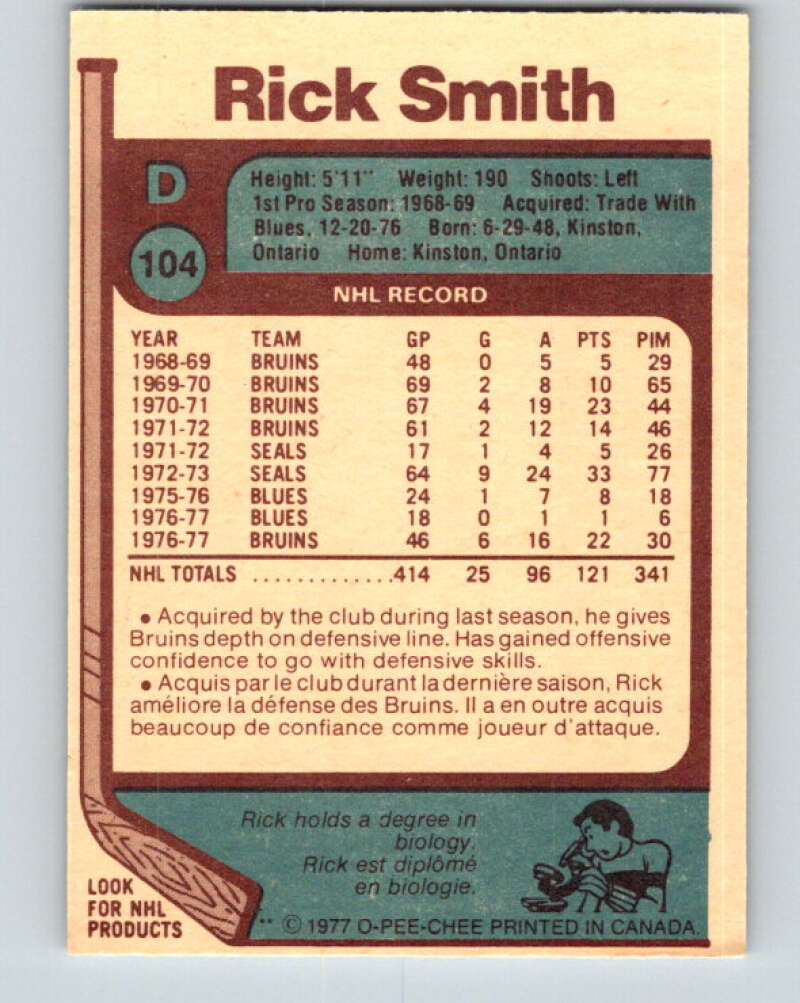 Rick Smith
D
104
Height: 5'11" Weight: 190 Shoots: Left
1st Pro Season: 1968-69 Acquired: Trade With
Blues, 12-20-76 Born: 6-29-48, Kinston,
Ontario Home: Kinston, Ontario
NHL RECORD
YEAR TEAM GP G A PTS PIM
1968-69 BRUINS 48 0 5 5 29
1969-70 BRUINS 69 2 8 10 65
1970-71 BRUINS 67 4 19 23 44
1971-72 BRUINS 61 2 12 14 46
1971-72 SEALS 17 1 4 5 26
1972-73 SEALS 64 9 24 33 77
1975-76 BLUES 24 1 7 8 18
1976-77 BLUES 18 0 1 1 6
1976-77 BRUINS 46 6 16 22 30
NHL TOTALS .............414 25 96 121 341
• Acquired by the club during last season, he gives
Bruins depth on defensive line. Has gained offensive
confidence to go with defensive skills.
• Acquis par le club durant la dernière saison, Rick
améliore la défense des Bruins. Il a en outre acquis
beaucoup de confiance comme joueur d'attaque.
Rick holds a degree in
biology.
Rick est diplômé
en biologie.
LOOK
FOR NHL
PRODUCTS
** © 1977 O-PEE-CHEE PRINTED IN CANADA.